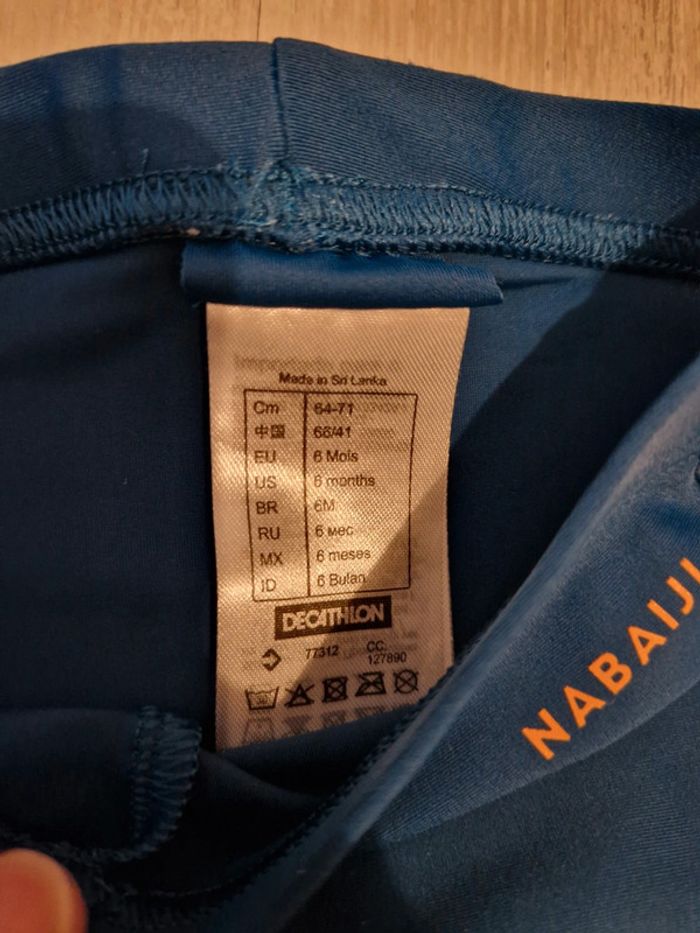 Made in Sri Lanka
Cm 64-71
中国 66/41
EU 6 Mois
US 6 months
BR 6M
RU 6 мес
MX 6 meses
ID 6 Bulan
DECATHLON
77312 CC.
127890
NABAIJI